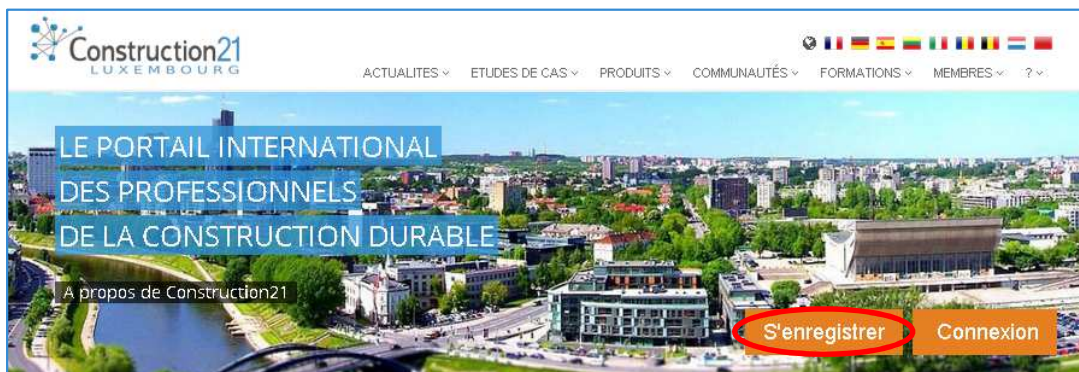 Construction21
LUXEMBOURG
ACTUALITES ETUDES DE CAS PRODUITS COMMUNAUTÉS FORMATIONS MEMBRES ?
LE PORTAIL INTERNATIONAL
DES PROFESSIONNELS
DE LA CONSTRUCTION DURABLE
A propos de Construction21
S'enregistrer Connexion